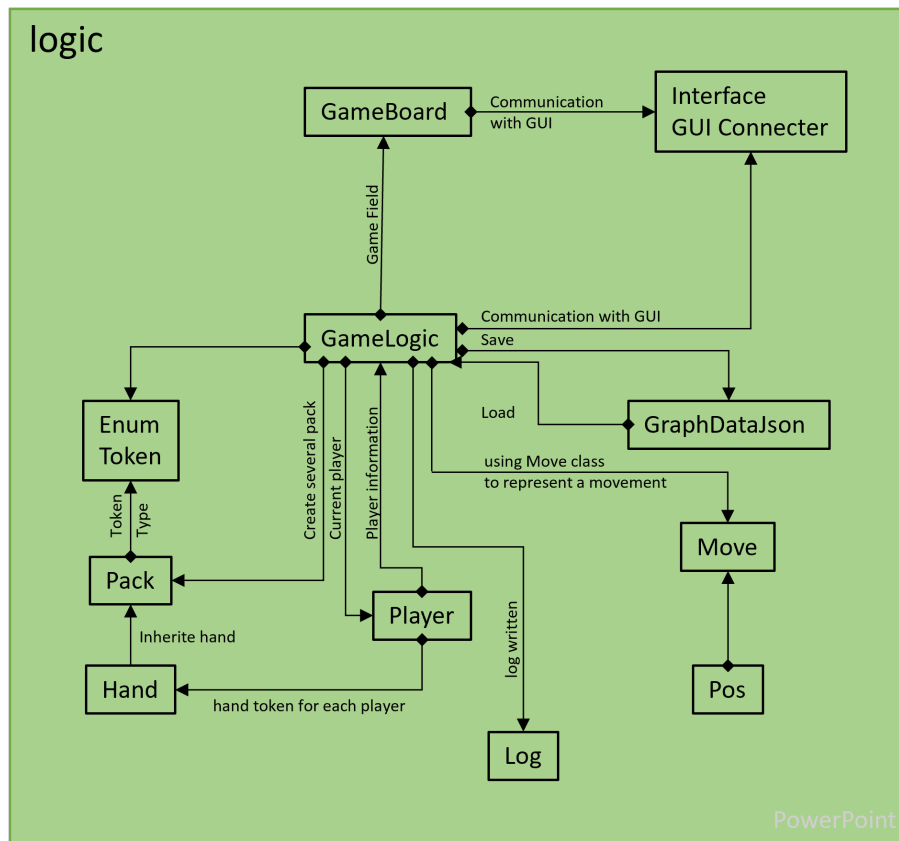 logic
GameBoard
Communication
with GUI
Interface
GUI Connecter
Game Field
GameLogic
Communication with GUI
Save
Load
GraphDataJson
Enum
Token
Create several pack
Current player
Player information
using Move class
to represent a movement
Token
Type
Move
Pack
Player
Inherite hand
log written
Hand
hand token for each player
Pos
Log
PowerPoint